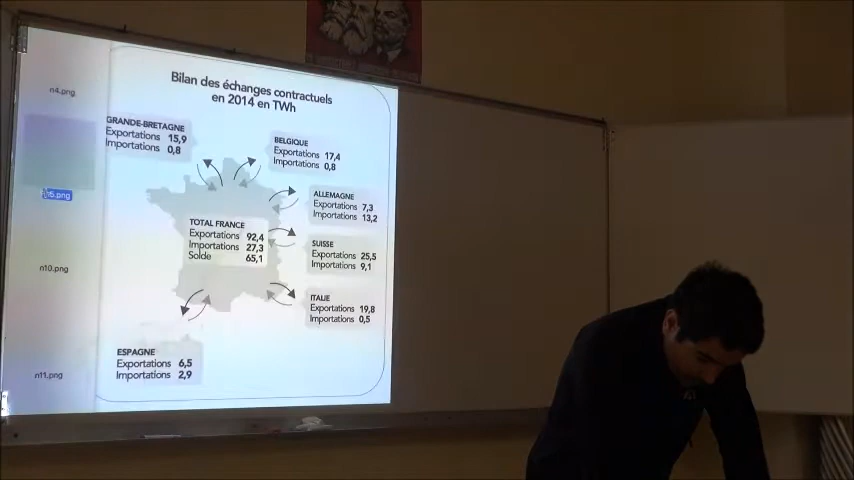 Bilan des échanges contractuels
en 2014 en TWh
n4.png
GRANDE-BRETAGNE
Exportations 15,9
Importations 0,8
BELGIQUE
Exportations 17,4
Importations 0,8
n5.png
ALLEMAGNE
Exportations 7,3
Importations 13,2
TOTAL FRANCE
Exportations 92,4
Importations 27,3
Solde 65,1
SUISSE
Exportations 25,5
Importations 9,1
n10.png
ITALIE
Exportations 19,8
Importations 0,5
ESPAGNE
Exportations 6,5
Importations 2,9
n11.png